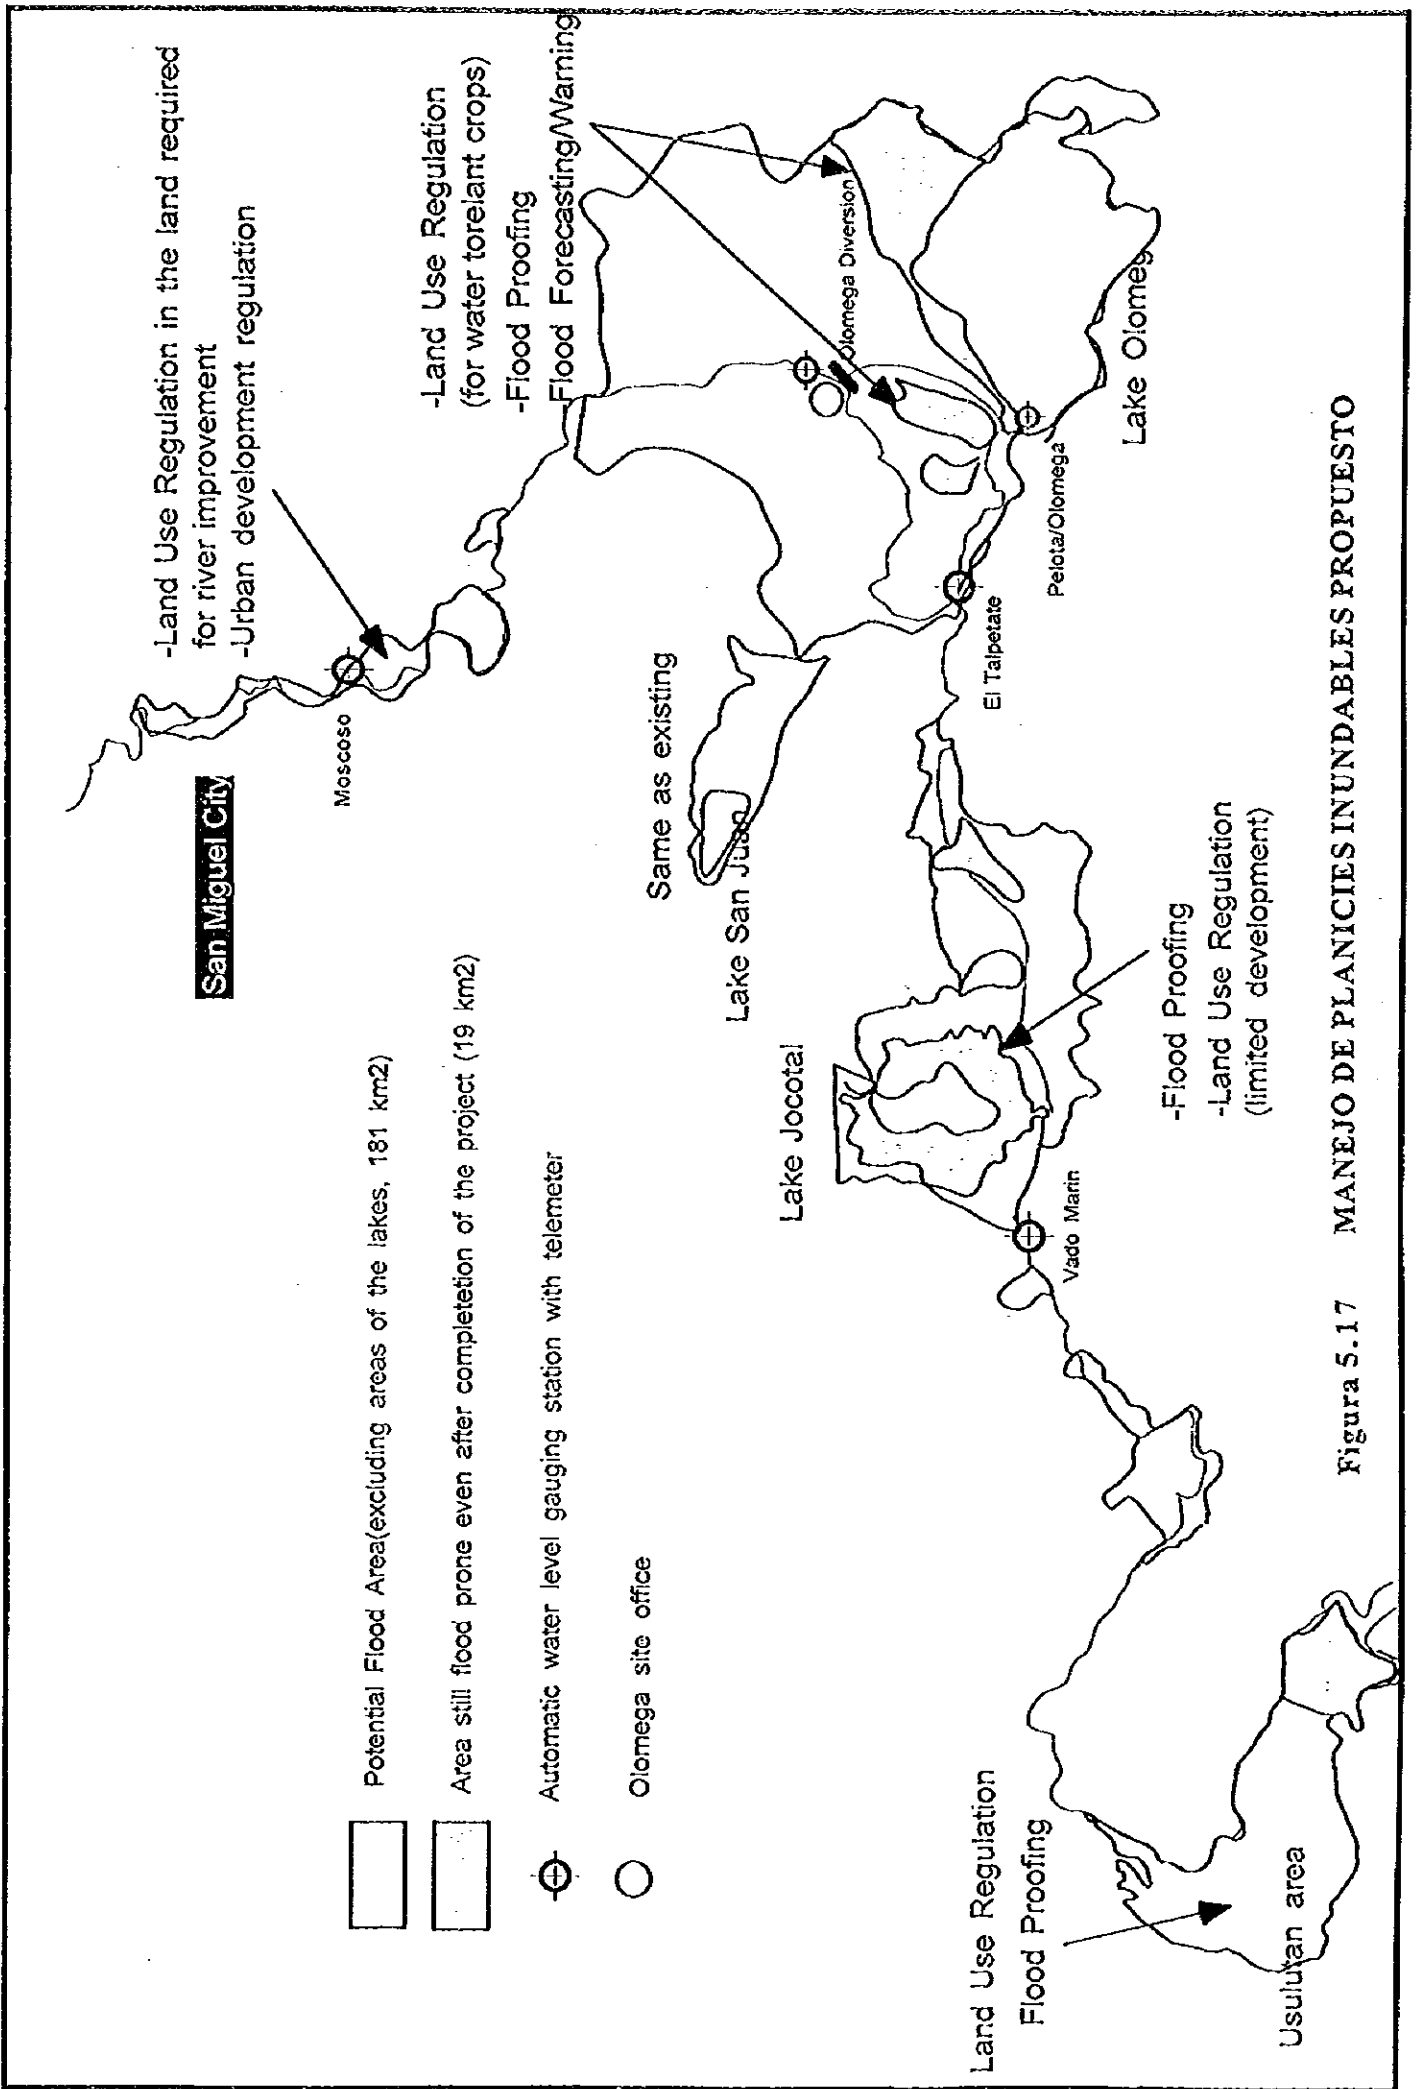 -Land Use Regulation in the land required
for river improvement
-Urban development regulation
San Miguel City
Moscoso
-Land Use Regulation
(for water torelant crops)
-Flood Proofing
-Flood Forecasting/Warning
Potential Flood Area(excluding areas of the lakes, 181 km2)
Area still flood prone even after completetion of the project (19 km2)
Automatic water level gauging station with telemeter
Olomega site office
Same as existing
Lake San Juan
Olomega Diversion
Lake Jocotal
El Talpetate
Pelota/Olomega
Lake Olomeg
Vado Marin
-Flood Proofing
-Land Use Regulation
(limited development)
Land Use Regulation
Flood Proofing
Usulutan area
Figura 5.17 MANEJO DE PLANICIES INUNDABLES PROPUESTO